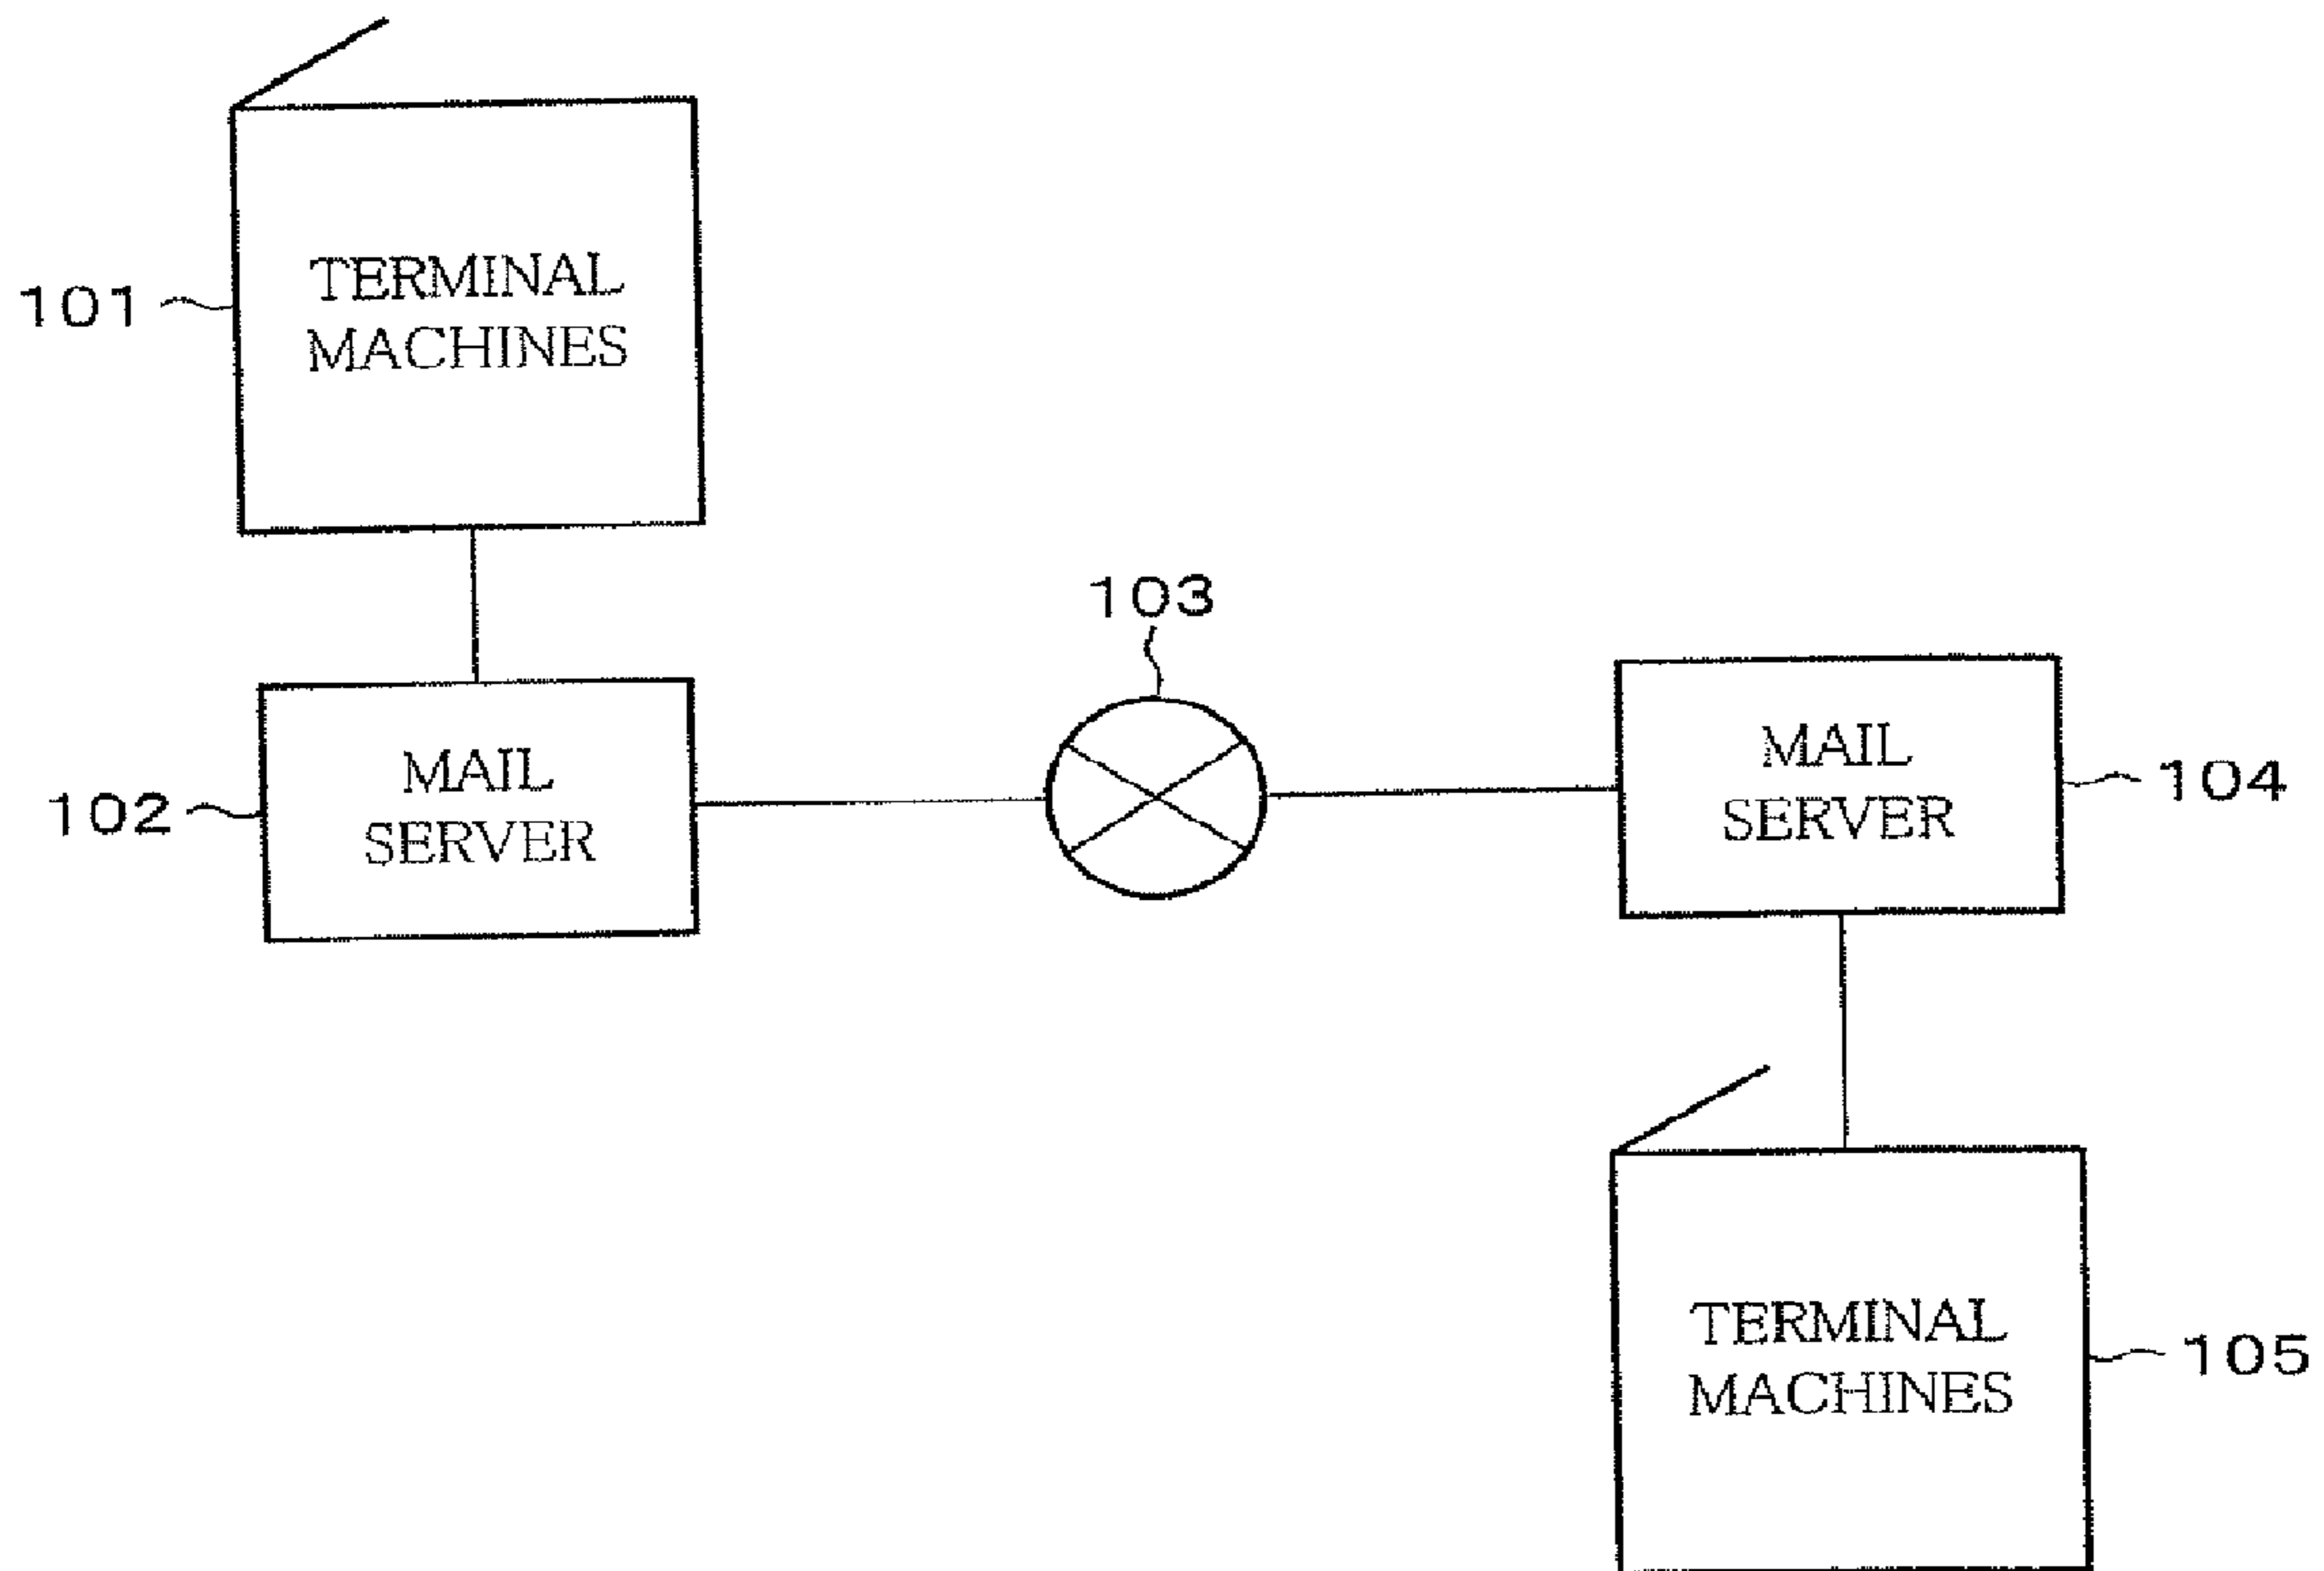 101
TERMINAL
MACHINES
103
102
MAIL
SERVER
MAIL
SERVER
104
TERMINAL
MACHINES
105